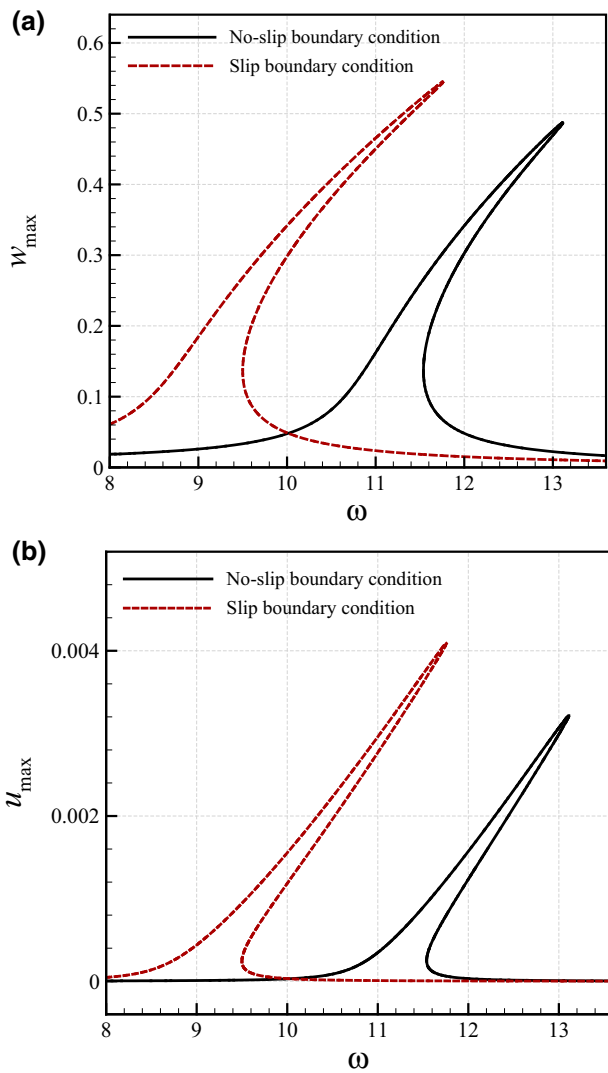 (a)
No-slip boundary condition
Slip boundary condition
w_max
0.6
0.5
0.4
0.3
0.2
0.1
0
8 9 10 11 12 13
ω
(b)
No-slip boundary condition
Slip boundary condition
u_max
0.004
0.002
0
8 9 10 11 12 13
ω